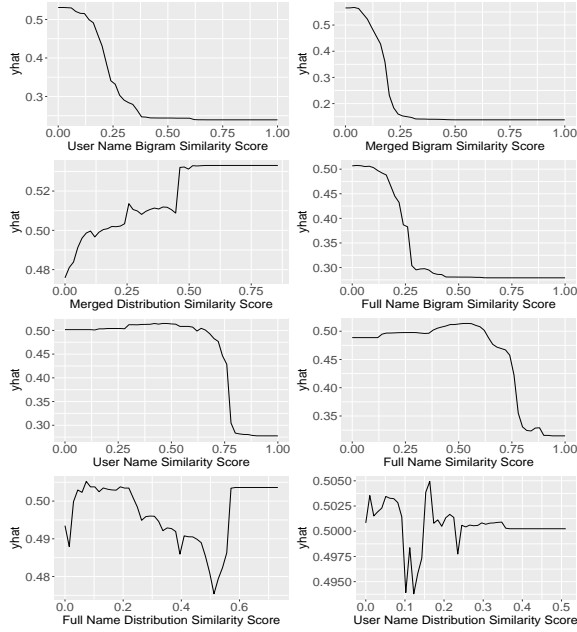 yhat
0.5
0.4
0.3
0.00 0.25 0.50 0.75 1.00
User Name Bigram Similarity Score
yhat
0.5
0.4
0.3
0.2
0.00 0.25 0.50 0.75 1.00
Merged Bigram Similarity Score
yhat
0.52
0.50
0.48
0.00 0.25 0.50 0.75
Merged Distribution Similarity Score
yhat
0.50
0.45
0.40
0.35
0.30
0.00 0.25 0.50 0.75 1.00
Full Name Bigram Similarity Score
yhat
0.50
0.45
0.40
0.35
0.30
0.00 0.25 0.50 0.75 1.00
User Name Similarity Score
yhat
0.50
0.45
0.40
0.35
0.00 0.25 0.50 0.75 1.00
Full Name Similarity Score
yhat
0.50
0.49
0.48
0.0 0.2 0.4 0.6
Full Name Distribution Similarity Score
yhat
0.5050
0.5025
0.5000
0.4975
0.4950
0.0 0.1 0.2 0.3 0.4 0.5
User Name Distribution Similarity Score